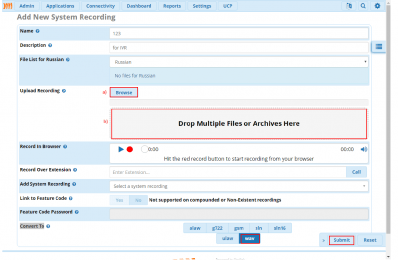 Admin Applications Connectivity Dashboard Reports Settings UCP
Add New System Recording
Name 123
Description by IVR
File List for Russian Russian
No files for Russian
Upload Recording a) Browse
b) Drop Multiple Files or Archives Here
Record In Browser 0:00 00:00
Hit the red record button to start recording from your browser
Record Over Extension Enter Extension... Call
Add System Recording Select a system recording
Link to Feature Code Yes No Not supported on compounded or Non-Existent recordings
Feature Code Password
Convert To alaw g722 gsm sln
ulaw wav
Submit Reset